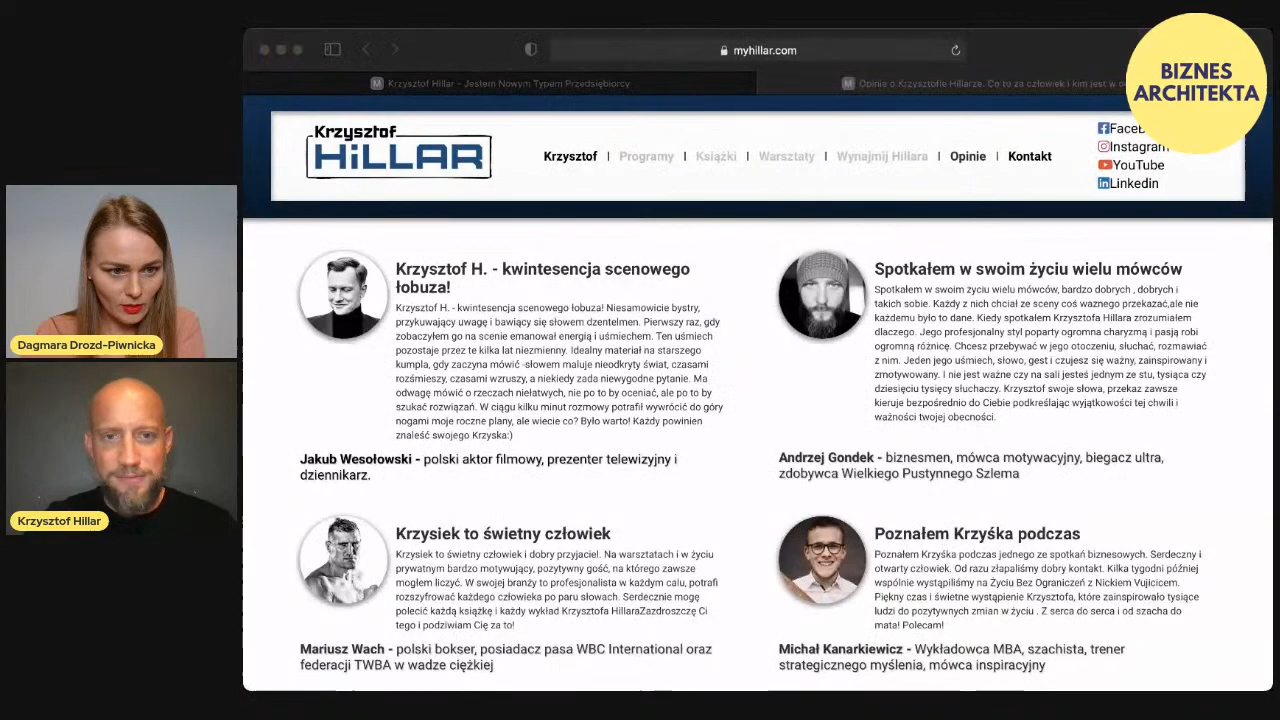 myhillar.com
Krzysztof Hillar - Jestem Nowym Typem Przedsiębiorcy
Opinie o Krzysztofie Hillarze. Co to za człowiek i kim jest w
BIZNES
ARCHITEKTA
Krzysztof
HiLLAR
Krzysztof | Programy | Książki | Warsztaty | Wynajmij Hillara | Opinie | Kontakt
Instagram
YouTube
Linkedin
Dagmara Drozd-Piwnicka
Krzysztof Hillar
Krzysztof H. - kwintesencja scenowego
łobuza!
Krzysztof H. - kwintesencja scenowego łobuza! Niesamowicie bystry,
przykuwający uwagę i bawiący się słowem dzentelmen. Pierwszy raz, gdy
zobaczyłem go na scenie emanował energią i uśmiechem. Ten uśmiech
pozostaje przez te kilka lat niezmienny. Idealny materiał na starszego
kumpla, gdy zaczyna mówić -słowem maluje nieodkryty świat, czasami
rozśmieszy, czasami wzruszy, a niekiedy zada niewygodne pytanie. Ma
odwagę mówić o rzeczach niełatwych, nie po to by oceniać, ale po to by
szukać rozwiązań. W ciągu kilku minut rozmowy potrafił wywrócić do góry
nogami moje roczne plany, ale wiecie co? Było warto! Każdy powinien
znaleść swojego Krzyska:)
Jakub Wesołowski - polski aktor filmowy, prezenter telewizyjny i
dziennikarz.
Spotkałem w swoim życiu wielu mówców
Spotkałem w swoim życiu wielu mówców, bardzo dobrych , dobrych i
takich sobie. Każdy z nich chciał ze sceny coś waznego przekazać,ale nie
każdemu było to dane. Kiedy spotkałem Krzysztofa Hillara zrozumiałem
dlaczego. Jego profesjonalny styl poparty ogromna charyzmą i pasją robi
ogromną różnicę. Chcesz przebywać w jego otoczeniu, słuchać, rozmawiać
z nim. Jeden jego uśmiech, słowo, gest i czujesz się ważny, zainspirowany i
zmotywowany. I nie jest ważne czy na sali jesteś jednym ze stu, tysiąca czy
dziesięciu tysięcy słuchaczy. Krzysztof swoje słowa, przekaz zawsze
kieruje bezpośrednio do Ciebie podkreślając wyjątkowości tej chwili i
ważności twojej obecności.
Andrzej Gondek - biznesmen, mówca motywacyjny, biegacz ultra,
zdobywca Wielkiego Pustynnego Szlema
Krzysiek to świetny człowiek
Krzysiek to świetny człowiek i dobry przyjaciel. Na warsztatach i w życiu
prywatnym bardzo motywujący, pozytywny gość, na którego zawsze
mogłem liczyć. W swojej branży to profesjonalista w każdym calu, potrafi
rozszyfrować każdego człowieka po paru słowach. Serdecznie mogę
polecić każdą książkę i każdy wykład Krzysztofa HillaraZazdroszczę Ci
tego i podziwiam Cię za to!
Mariusz Wach - polski bokser, posiadacz pasa WBC International oraz
federacji TWBA w wadze ciężkiej
Poznałem Krzyśka podczas
Poznałem Krzyśka podczas jednego ze spotkań biznesowych. Serdeczny i
otwarty człowiek. Od razu złapaliśmy dobry kontakt. Kilka tygodni później
wspólnie wystąpiliśmy na Życiu Bez Ograniczeń z Nickiem Vujicicem.
Piękny czas i świetne wystąpienie Krzysztofa, które zainspirowało tysiące
ludzi do pozytywnych zmian w życiu . Z serca do serca i od szacha do
mata! Polecam!
Michał Kanarkiewicz - Wykładowca MBA, szachista, trener
strategicznego myślenia, mówca inspiracyjny